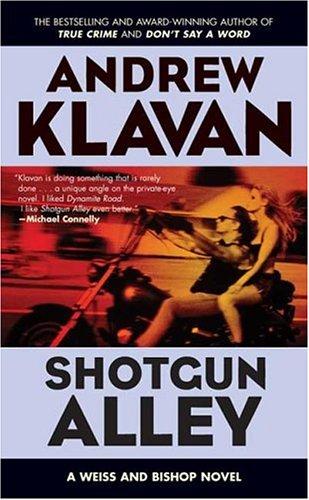 THE BESTSELLING AND AWARD-WINNING AUTHOR OF
TRUE CRIME AND DON'T SAY A WORD
ANDREW
KLAVAN
"Klavan is doing something that is rarely
done . . . a unique angle on the private-eye
novel. I liked Dynamite Road.
I like Shotgun Alley even better."
—Michael Connelly
SHOTGUN
ALLEY
A WEISS AND BISHOP NOVEL